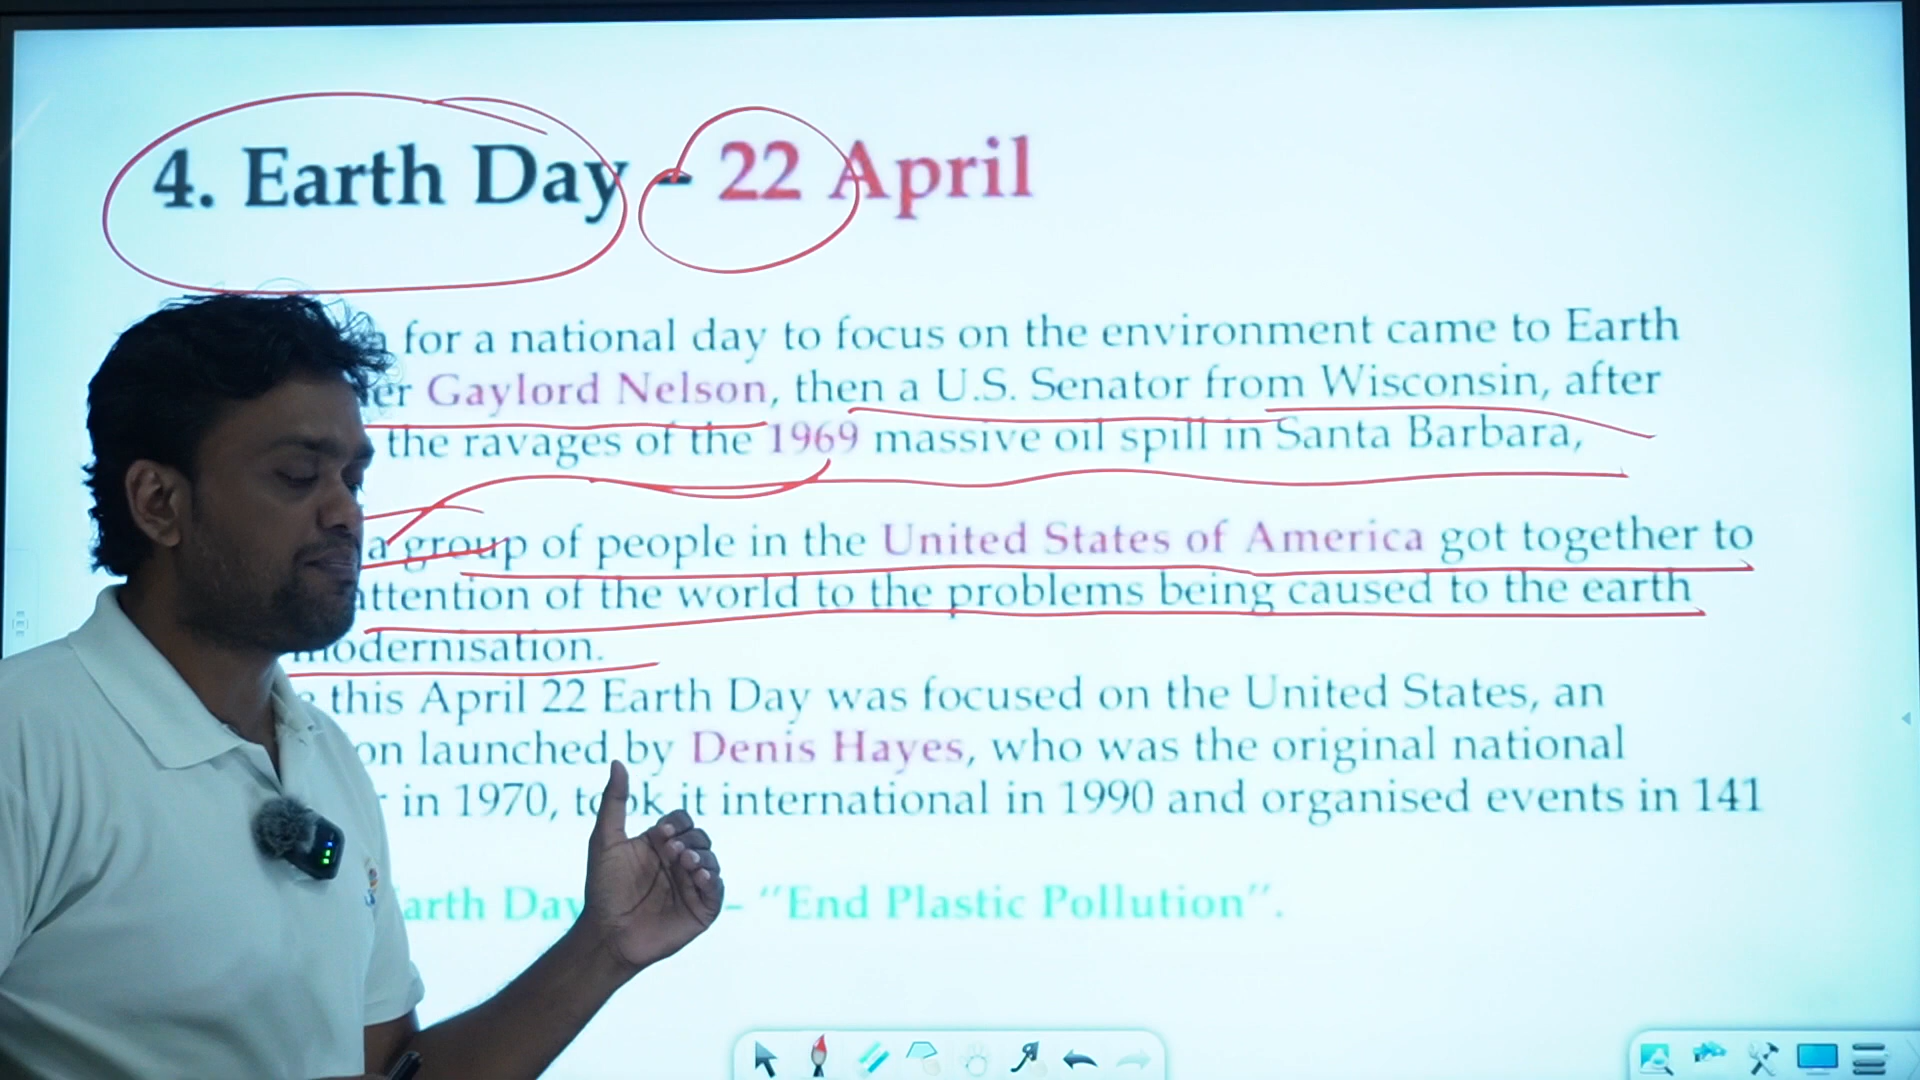 4. Earth Day - 22 April
for a national day to focus on the environment came to Earth
Gaylord Nelson, then a U.S. Senator from Wisconsin, after
the ravages of the 1969 massive oil spill in Santa Barbara,
a group of people in the United States of America got together to
attention of the world to the problems being caused to the earth
modernisation.
this April 22 Earth Day was focused on the United States, an
launched by Denis Hayes, who was the original national
in 1970, took it international in 1990 and organised events in 141
Earth Day – "End Plastic Pollution".